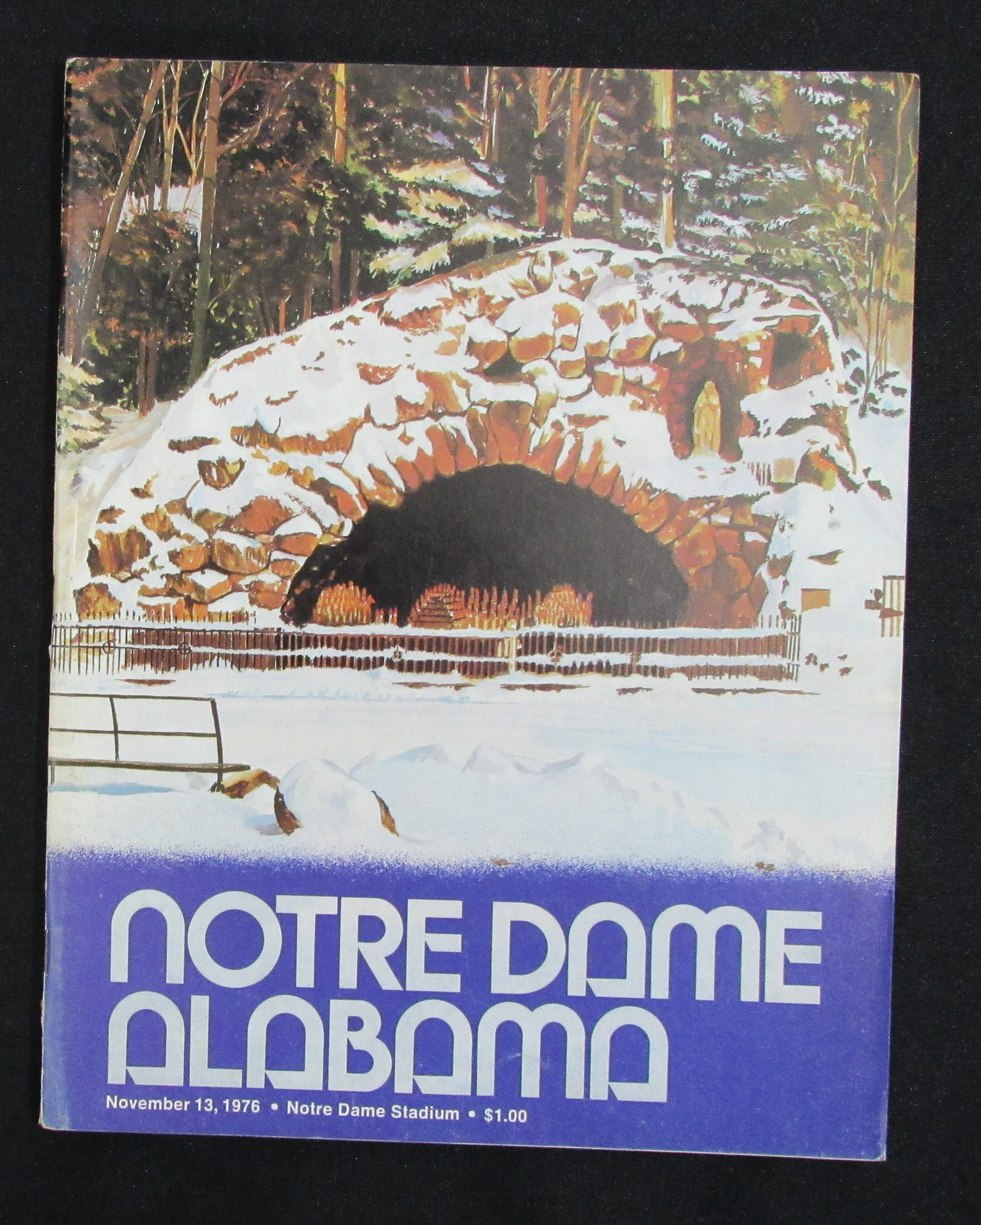 NOTRE DAME
ALABAMA
November 13, 1976 • Notre Dame Stadium • $1.00